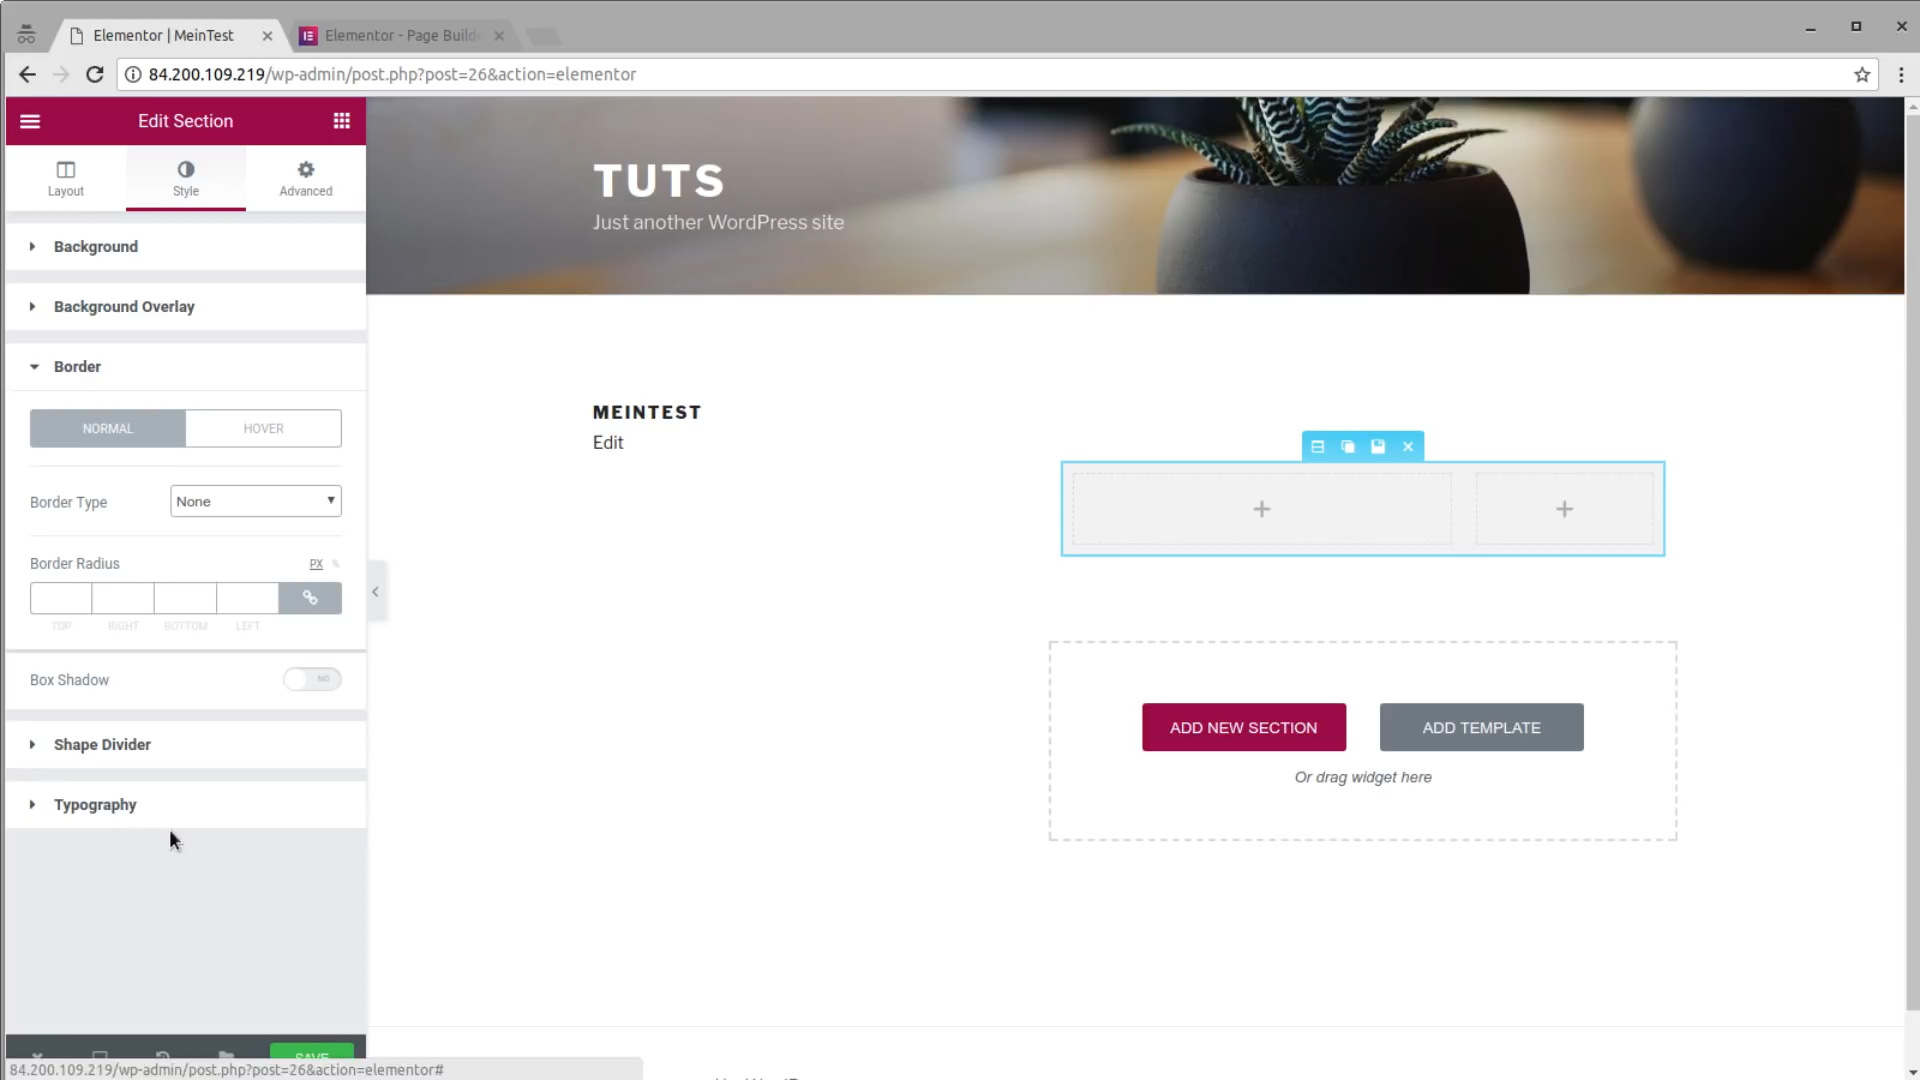 Elementor | MeinTest
Elementor - Page Builde
84.200.109.219/wp-admin/post.php?post=26&action=elementor
Edit Section
Layout
Style
Advanced
Background
Background Overlay
Border
NORMAL
HOVER
Border Type
None
Border Radius
PX
%
TOP
RIGHT
BOTTOM
LEFT
Box Shadow
NO
Shape Divider
Typography
SAVE
84.200.109.219/wp-admin/post.php?post=26&action=elementor#
TUTS
Just another WordPress site
MEINTEST
Edit
ADD NEW SECTION
ADD TEMPLATE
Or drag widget here